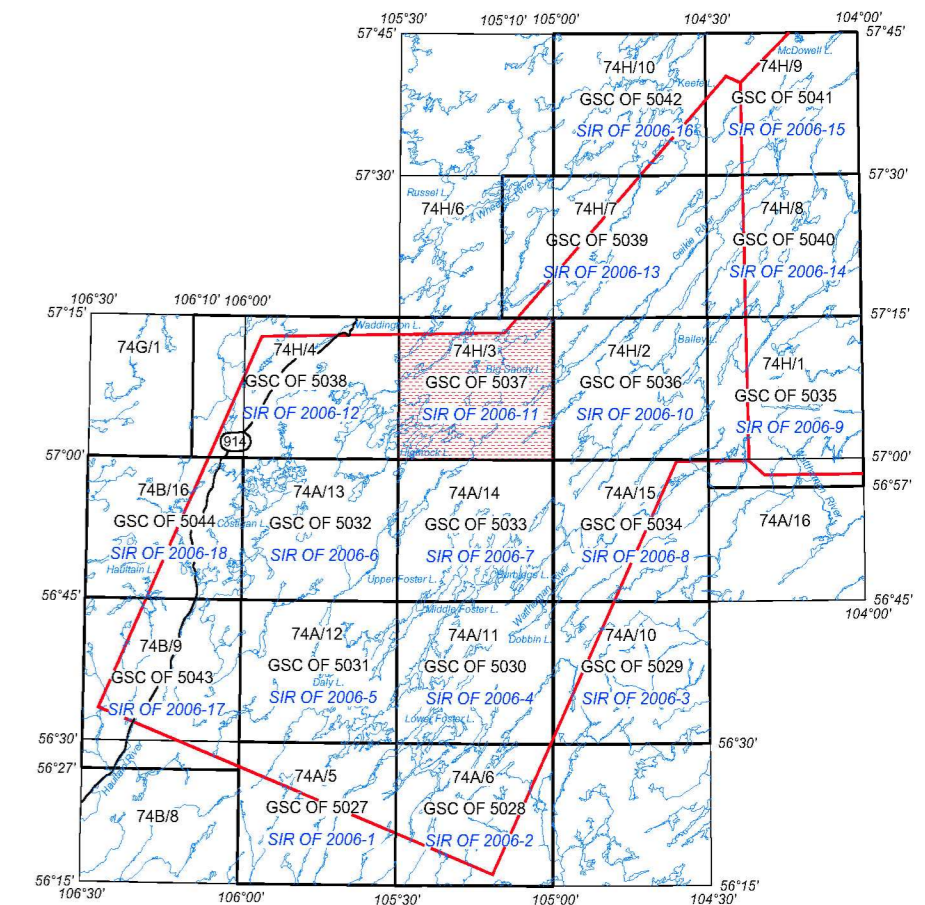 105°30' 105°10' 105°00' 104°30' 104°00'
57°45' 57°45'
McDowell L.
74H/10 74H/9
Keefe L.
GSC OF 5042 GSC OF 5041
SIR OF 2006-16 SIR OF 2006-15
57°30' 57°30'
Russel L.
Wheeler River
74H/6 74H/7 74H/8
Geikie River
GSC OF 5039 GSC OF 5040
SIR OF 2006-13 SIR OF 2006-14
106°30' 106°10' 106°00'
57°15' 57°15'
Waddington L.
Bailey L.
74G/1 74H/4 74H/3 74H/2 74H/1
Big Sandy L.
GSC OF 5038 GSC OF 5037 GSC OF 5036 GSC OF 5035
SIR OF 2006-12 SIR OF 2006-11 SIR OF 2006-10 SIR OF 2006-9
914
57°00' 57°00'
56°57'
74B/16 74A/13 74A/14 74A/15 74A/16
GSC OF 5044 GSC OF 5032 GSC OF 5033 GSC OF 5034
Costigan L.
SIR OF 2006-18 SIR OF 2006-6 SIR OF 2006-7 SIR OF 2006-8
Haultain L. Upper Foster L. Burbidge L.
56°45' 56°45'
104°00'
Middle Foster L. Wathaman River
74B/9 74A/12 74A/11 74A/10
Dobbin L.
GSC OF 5043 GSC OF 5031 GSC OF 5030 GSC OF 5029
Daly L.
SIR OF 2006-17 SIR OF 2006-5 SIR OF 2006-4 SIR OF 2006-3
Lower Foster L.
56°30' 56°30'
56°27'
Haultain River
74A/5 74A/6
GSC OF 5027 GSC OF 5028
74B/8
SIR OF 2006-1 SIR OF 2006-2
56°15' 56°15'
106°30' 106°00' 105°30' 105°00' 104°30'